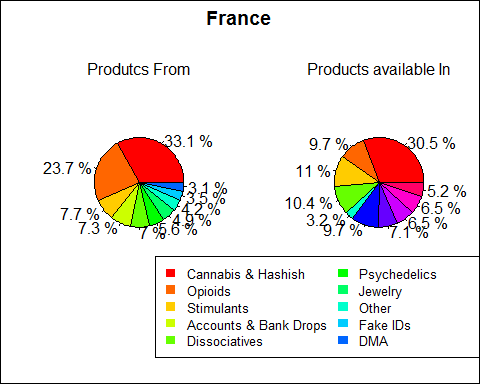 France
Produtcs From
Products available In
33.1 %
23.7 %
7.7 %
7.3 %
7 %
5.6 %
4.9 %
4.2 %
3.5 %
3.1 %
30.5 %
9.7 %
11 %
10.4 %
3.2 %
9.7 %
7.1 %
6.5 %
6.5 %
5.2 %
Cannabis & Hashish
Opioids
Stimulants
Accounts & Bank Drops
Dissociatives
Psychedelics
Jewelry
Other
Fake IDs
DMA